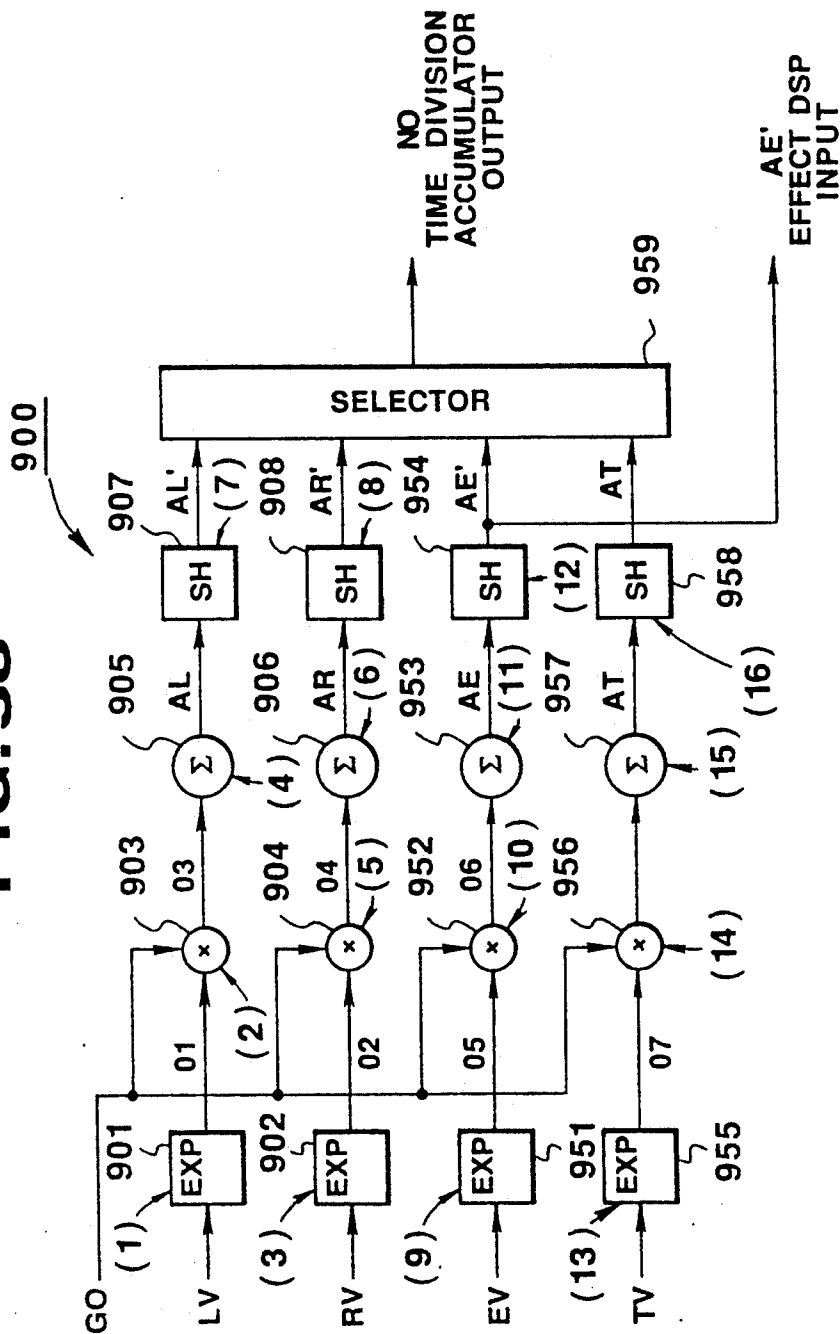 900
GO
(1)
901
01
903
03
905
AL
907
AL'
LV
EXP
×
(2)
Σ
(4)
SH
(7)
(3)
902
02
904
04
906
AR
908
AR'
RV
EXP
×
(5)
Σ
(6)
SH
(8)
SELECTOR
NO
TIME DIVISION
ACCUMULATOR
OUTPUT
(9)
05
952
06
953
AE
954
AE'
EV
EXP
951
×
(10)
Σ
(11)
SH
(12)
959
(13)
07
956
957
AT
AT
TV
EXP
955
×
(14)
Σ
(15)
SH
(16)
958
AE'
EFFECT DSP
INPUT